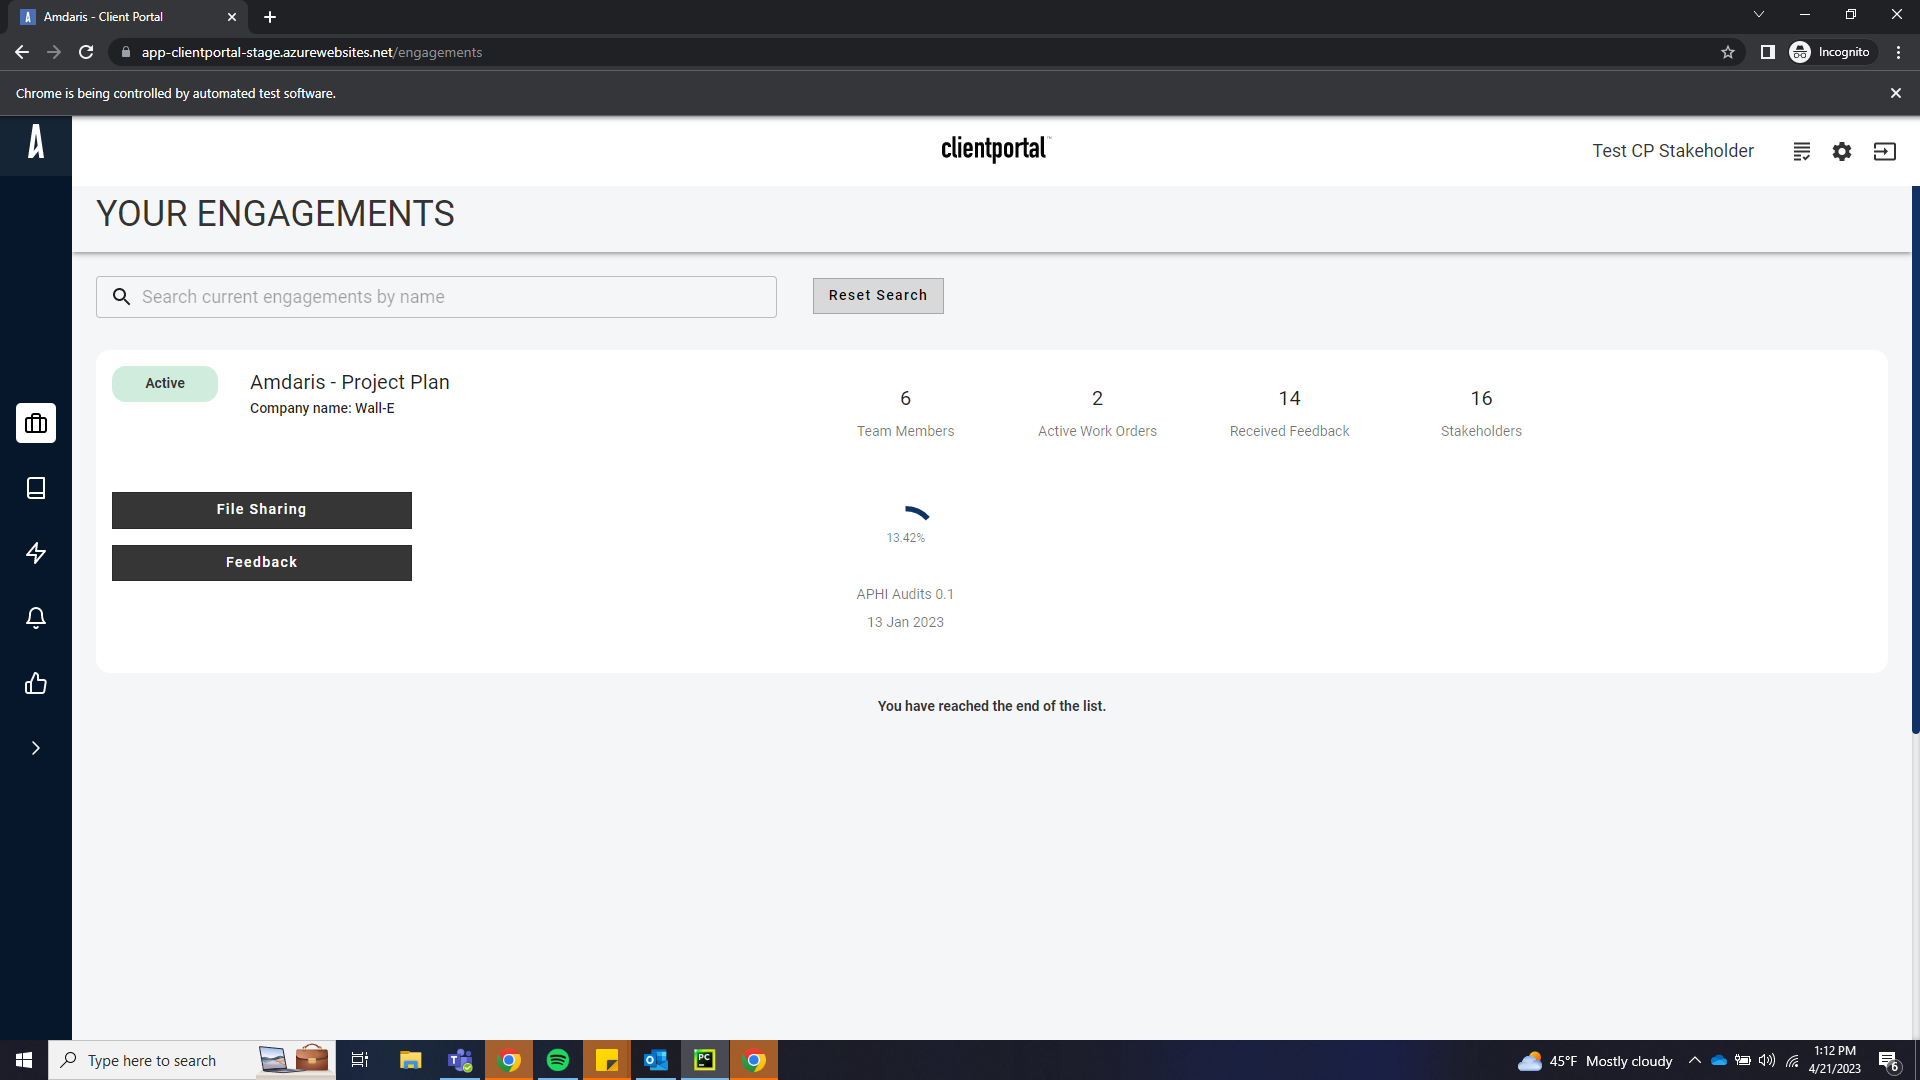 Amdaris - Client Portal
app-clientportal-stage.azurewebsites.net/engagements
Incognito
Chrome is being controlled by automated test software.
clientportal™
Test CP Stakeholder
YOUR ENGAGEMENTS
Search current engagements by name
Reset Search
Active
Amdaris - Project Plan
Company name: Wall-E
6
Team Members
2
Active Work Orders
14
Received Feedback
16
Stakeholders
File Sharing
Feedback
13.42%
APHI Audits 0.1
13 Jan 2023
You have reached the end of the list.
Type here to search
45°F Mostly cloudy
1:12 PM
4/21/2023
6